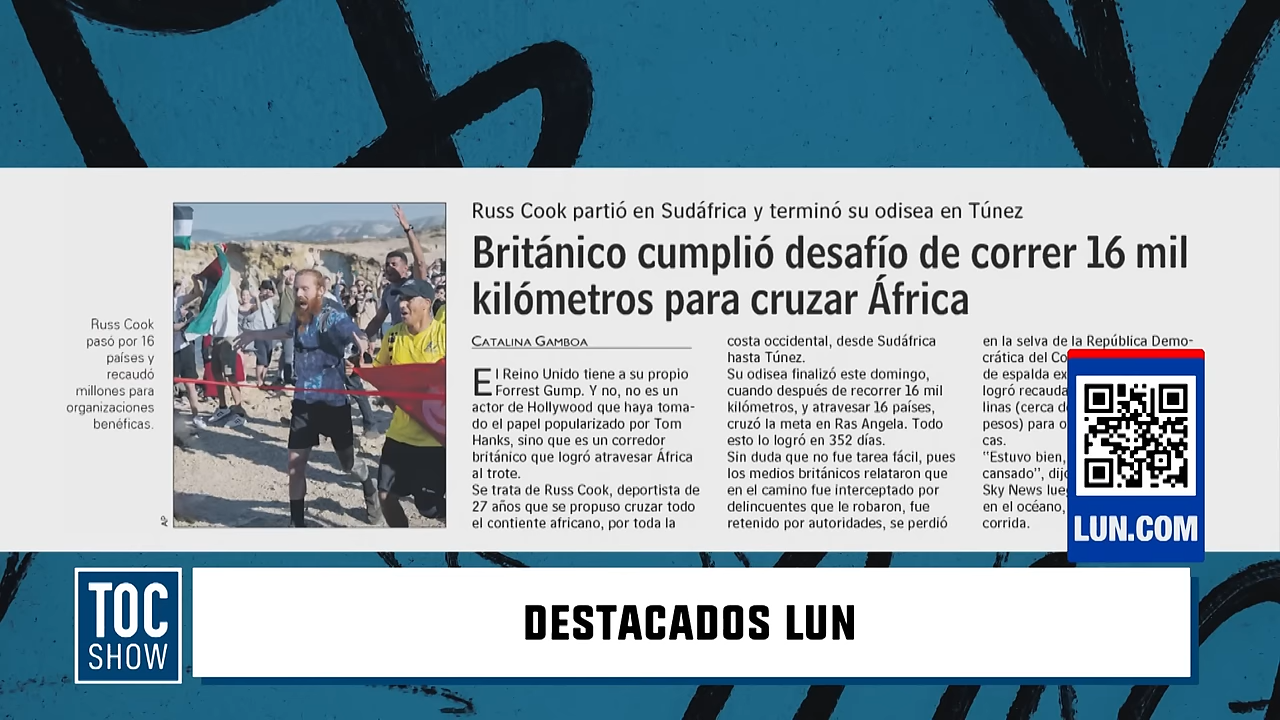 Russ Cook partió en Sudáfrica y terminó su odisea en Túnez
Británico cumplió desafío de correr 16 mil
kilómetros para cruzar África
Russ Cook
pasó por 16
países y
recaudó
millones para
organizaciones
benéficas.
AP
CATALINA GAMBOA
El Reino Unido tiene a su propio
Forrest Gump. Y no, no es un
actor de Hollywood que haya toma-
do el papel popularizado por Tom
Hanks, sino que es un corredor
británico que logró atravesar África
al trote.
Se trata de Russ Cook, deportista de
27 años que se propuso cruzar todo
el contiente africano, por toda la
costa occidental, desde Sudáfrica
hasta Túnez.
Su odisea finalizó este domingo,
cuando después de recorrer 16 mil
kilómetros, y atravesar 16 países,
cruzó la meta en Ras Angela. Todo
esto lo logró en 352 días.
Sin duda que no fue tarea fácil, pues
los medios británicos relataron que
en el camino fue interceptado por
delincuentes que le robaron, fue
retenido por autoridades, se perdió
en la selva de la República Demo-
crática del
de espalda
logró
linas (cerca
pesos) para
cas.
"Estuvo bien,
cansado",
Sky News
en el océano,
corrida.
LUN.COM
TOC
SHOW
DESTACADOS LUN